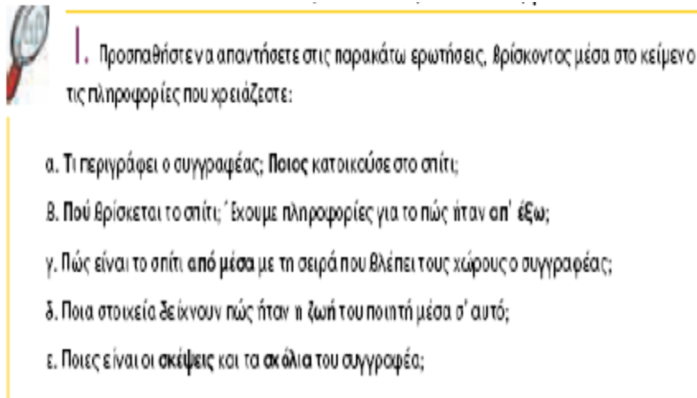 1. Προσπαθήστε να απαντήσετε στις παρακάτω ερωτήσεις, βρίσκοντας μέσα στο κείμενο
τις πληροφορίες που χρειάζεστε:
α. Τι περιγράφει ο συγγραφέας; Ποιος κατοικούσε στο σπίτι;
β. Πού βρίσκεται το σπίτι; Έχουμε πληροφορίες για το πώς ήταν απ' έξω;
γ. Πώς είναι το σπίτι από μέσα με τη σειρά που βλέπει τους χώρους ο συγγραφέας;
δ. Ποια στοιχεία δείχνουν πώς ήταν η ζωή του ποιητή μέσα σ' αυτό;
ε. Ποιες είναι οι σκέψεις και τα σχόλια του συγγραφέα;